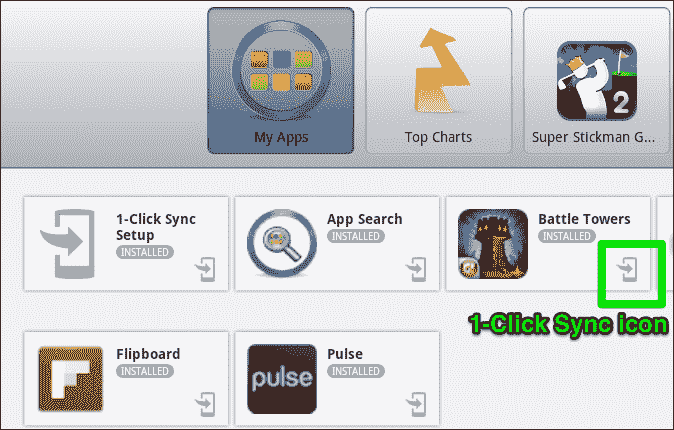 My Apps
Top Charts
Super Stickman G...
2
1-Click Sync
Setup
INSTALLED
App Search
INSTALLED
Battle Towers
INSTALLED
1-Click Sync icon
Flipboard
INSTALLED
Pulse
INSTALLED
pulse